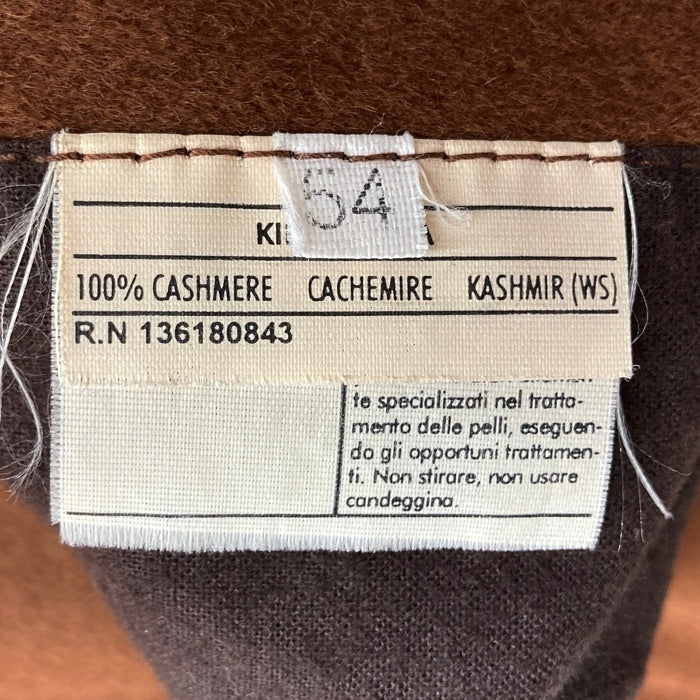 54
100% CASHMERE CACHEMIRE KASHMIR (WS)
R.N 136180843
te specializzati nel tratta-
mento delle pelli, eseguen-
do gli opportuni trattamen-
ti. Non stirare, non usare
candeggina.